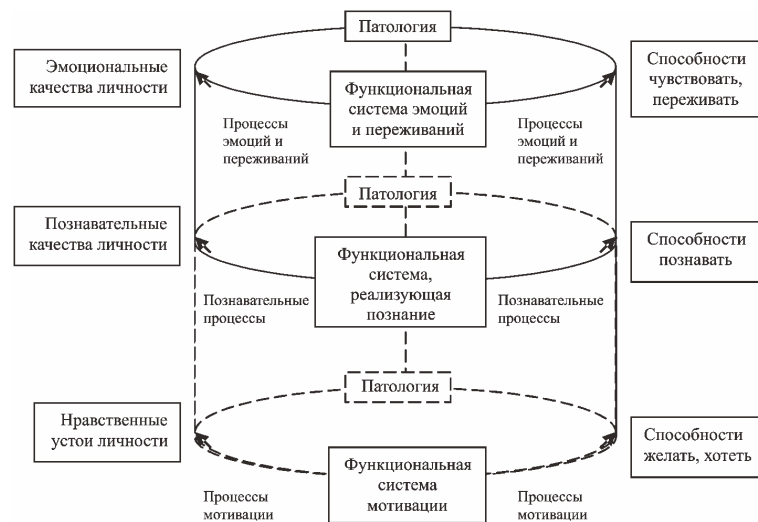 Патология
Эмоциональные
качества личности
Функциональная
система эмоций
и переживаний
Способности
чувствовать,
переживать
Процессы
эмоций и
переживаний
Процессы
эмоций и
переживаний
Патология
Познавательные
качества личности
Функциональная
система,
реализующая
познание
Способности
познавать
Познавательные
процессы
Познавательные
процессы
Патология
Нравственные
устои личности
Функциональная
система
мотивации
Способности
желать, хотеть
Процессы
мотивации
Процессы
мотивации